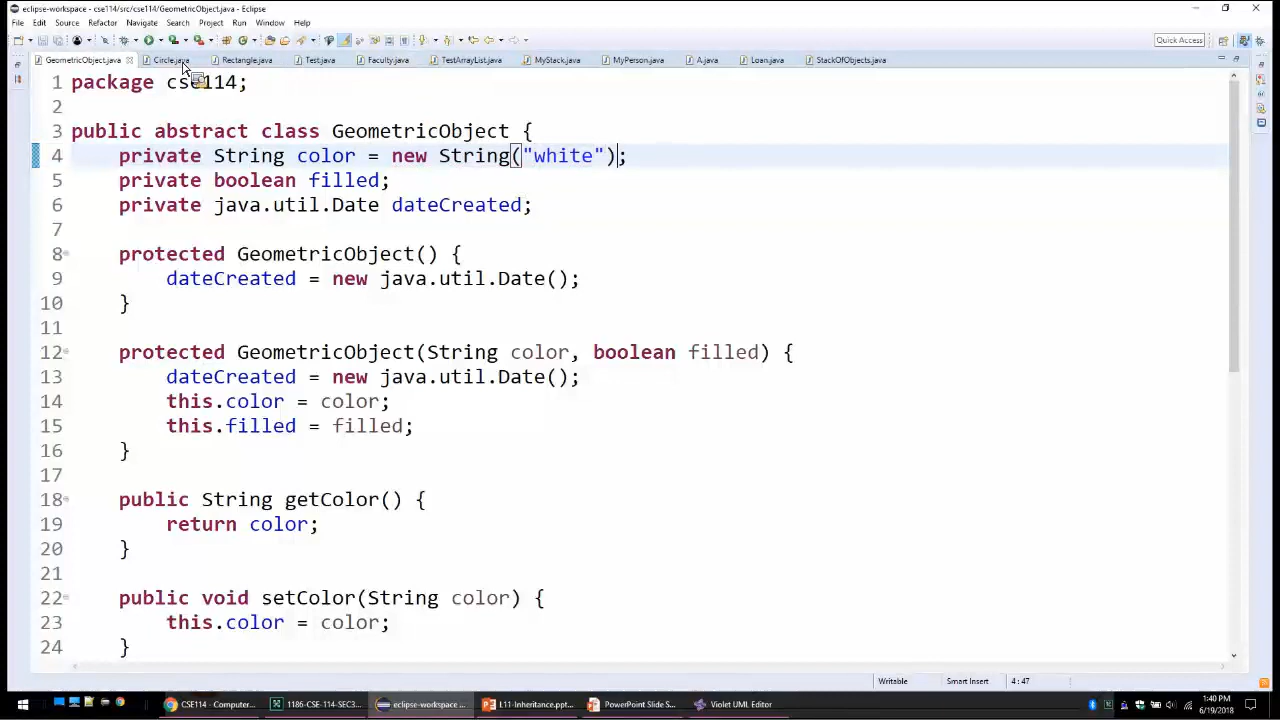 eclipse-workspace - cse114/src/cse114/GeometricObject.java - Eclipse
File Edit Source Refactor Navigate Search Project Run Window Help
Quick Access
GeometricObject.java Circle.java Rectangle.java Test.java Faculty.java TestArrayList.java MyStack.java MyPerson.java A.java Loan.java StackOfObjects.java
1 package cse114;
2
3 public abstract class GeometricObject {
4 private String color = new String("white");
5 private boolean filled;
6 private java.util.Date dateCreated;
7
8 protected GeometricObject() {
9 dateCreated = new java.util.Date();
10 }
11
12 protected GeometricObject(String color, boolean filled) {
13 dateCreated = new java.util.Date();
14 this.color = color;
15 this.filled = filled;
16 }
17
18 public String getColor() {
19 return color;
20 }
21
22 public void setColor(String color) {
23 this.color = color;
24 }
Writable Smart Insert 4 : 47
CSE114 - Computer... 1186-CSE-114-SEC3... eclipse-workspace ... L11-Inheritance.ppt... PowerPoint Slide S... Violet UML Editor 1:40 PM
6/19/2018